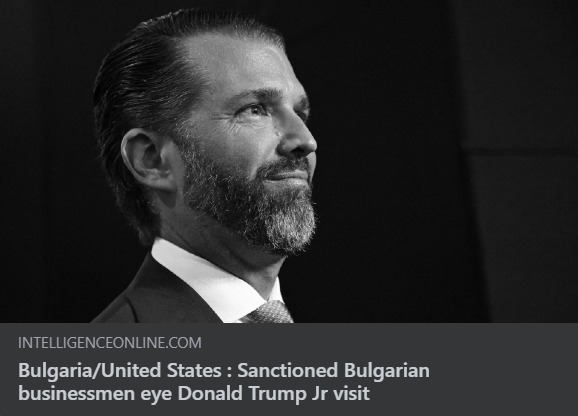 INTELLIGENCEONLINE.COM
Bulgaria/United States : Sanctioned Bulgarian
businessmen eye Donald Trump Jr visit